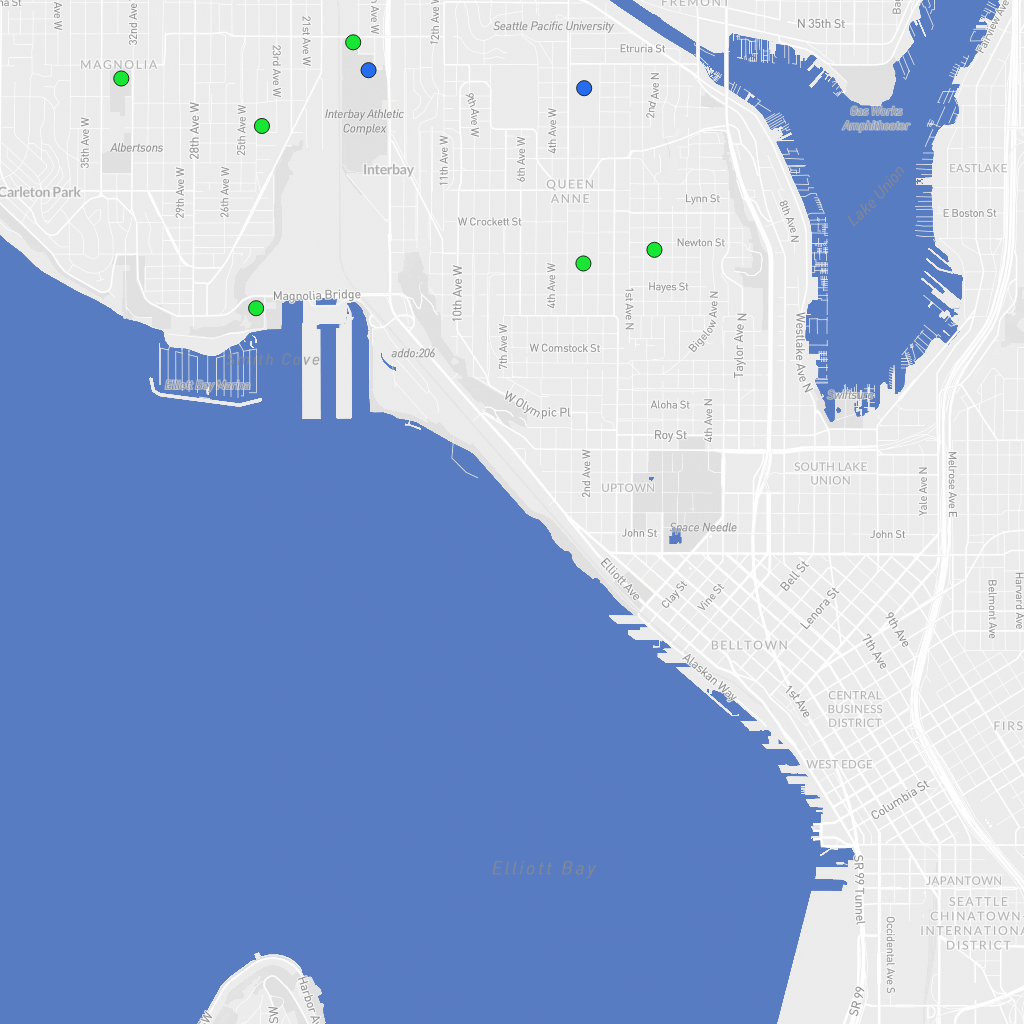 32nd Ave W
21st Ave W
12th Ave W
Seattle Pacific University
FREMONT
N 35th St
Fairview Ave
Etruria St
MAGNOLIA
23rd Ave W
9th Ave W
2nd Ave N
Gas Works
Amphitheater
Interbay Athletic
Complex
28th Ave W
25th Ave W
35th Ave W
Albertsons
11th Ave W
6th Ave W
4th Ave W
Interbay
EASTLAKE
QUEEN
ANNE
Carleton Park
29th Ave W
26th Ave W
Lynn St
Lake Union
8th Ave N
E Boston St
W Crockett St
Newton St
10th Ave W
4th Ave W
Hayes St
Magnolia Bridge
1st Ave N
Bigelow Ave N
7th Ave W
Taylor Ave N
Westlake Ave N
W Comstock St
addo:206
South Cove
Elliott Bay Marina
Swiftsure
W Olympic Pl
Aloha St
4th Ave N
Roy St
SOUTH LAKE
UNION
Melrose Ave E
Yale Ave N
2nd Ave W
UPTOWN
Space Needle
John St
John St
Elliott Ave
Clay St
Vine St
Bell St
Lenora St
Belmont Ave
Harvard Ave
9th Ave
7th Ave
BELLTOWN
Alaskan Way
1st Ave
CENTRAL
BUSINESS
DISTRICT
FIRS
WEST EDGE
Columbia St
Elliott Bay
SR 99 Tunnel
JAPANTOWN
SEATTLE
CHINATOWN-
INTERNATIONA
DISTRICT
Occidental Ave S
SR 99
Harbor Av
SW